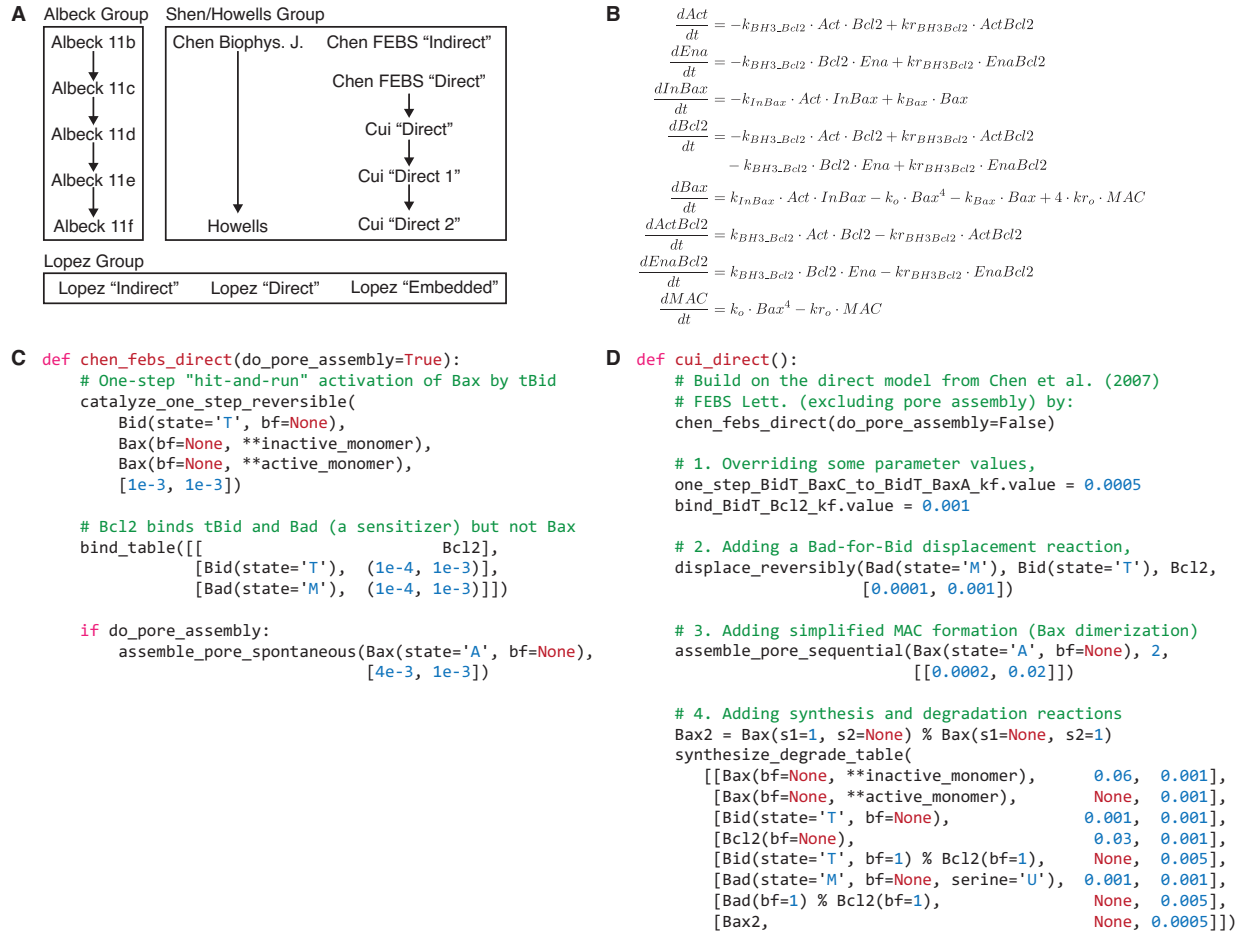 A
Albeck Group
Shen/Howells Group
Albeck 11b
Albeck 11c
Albeck 11d
Albeck 11e
Albeck 11f
Chen Biophys. J.
Howells
Chen FEBS “Indirect”
Chen FEBS “Direct”
Cui “Direct”
Cui “Direct 1”
Cui “Direct 2”
Lopez Group
Lopez “Indirect” Lopez “Direct” Lopez “Embedded”
B
dAct/dt = −k_{BH3_Bcl2} · Act · Bcl2 + kr_{BH3Bcl2} · ActBcl2
dEna/dt = −k_{BH3_Bcl2} · Bcl2 · Ena + kr_{BH3Bcl2} · EnaBcl2
dInBax/dt = −k_{InBax} · Act · InBax + k_{Bax} · Bax
dBcl2/dt = −k_{BH3_Bcl2} · Act · Bcl2 + kr_{BH3Bcl2} · ActBcl2
− k_{BH3_Bcl2} · Bcl2 · Ena + kr_{BH3Bcl2} · EnaBcl2
dBax/dt = k_{InBax} · Act · InBax − k_o · Bax^4 − k_{Bax} · Bax + 4 · kr_o · MAC
dActBcl2/dt = k_{BH3_Bcl2} · Act · Bcl2 − kr_{BH3Bcl2} · ActBcl2
dEnaBcl2/dt = k_{BH3_Bcl2} · Bcl2 · Ena − kr_{BH3Bcl2} · EnaBcl2
dMAC/dt = k_o · Bax^4 − kr_o · MAC
C
def chen_febs_direct(do_pore_assembly=True):
    # One-step "hit-and-run" activation of Bax by tBid
    catalyze_one_step_reversible(
        Bid(state='T', bf=None),
        Bax(bf=None, **inactive_monomer),
        Bax(bf=None, **active_monomer),
        [1e-3, 1e-3])
    # Bcl2 binds tBid and Bad (a sensitizer) but not Bax
    bind_table([[                         Bcl2],
                [Bid(state='T'),  (1e-4, 1e-3)],
                [Bad(state='M'),  (1e-4, 1e-3)]])
    if do_pore_assembly:
        assemble_pore_spontaneous(Bax(state='A', bf=None),
                                  [4e-3, 1e-3])
D
def cui_direct():
    # Build on the direct model from Chen et al. (2007)
    # FEBS Lett. (excluding pore assembly) by:
    chen_febs_direct(do_pore_assembly=False)
    # 1. Overriding some parameter values,
    one_step_BidT_BaxC_to_BidT_BaxA_kf.value = 0.0005
    bind_BidT_Bcl2_kf.value = 0.001
    # 2. Adding a Bad-for-Bid displacement reaction,
    displace_reversibly(Bad(state='M'), Bid(state='T'), Bcl2,
                        [0.0001, 0.001])
    # 3. Adding simplified MAC formation (Bax dimerization)
    assemble_pore_sequential(Bax(state='A', bf=None), 2,
                             [[0.0002, 0.02]])
    # 4. Adding synthesis and degradation reactions
    Bax2 = Bax(s1=1, s2=None) % Bax(s1=None, s2=1)
    synthesize_degrade_table(
       [[Bax(bf=None, **inactive_monomer),      0.06,  0.001],
        [Bax(bf=None, **active_monomer),        None,  0.001],
        [Bid(state='T', bf=None),              0.001,  0.001],
        [Bcl2(bf=None),                         0.03,  0.001],
        [Bid(state='T', bf=1) % Bcl2(bf=1),     None,  0.005],
        [Bad(state='M', bf=None, serine='U'),  0.001,  0.001],
        [Bad(bf=1) % Bcl2(bf=1),                None,  0.005],
        [Bax2,                                  None, 0.0005]])